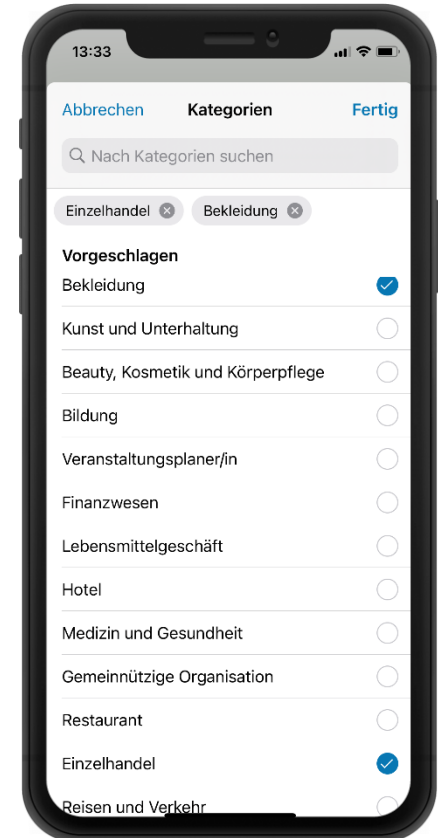 13:33
Abbrechen Kategorien Fertig
Nach Kategorien suchen
Einzelhandel Bekleidung
Vorgeschlagen
Bekleidung
Kunst und Unterhaltung
Beauty, Kosmetik und Körperpflege
Bildung
Veranstaltungsplaner/in
Finanzwesen
Lebensmittelgeschäft
Hotel
Medizin und Gesundheit
Gemeinnützige Organisation
Restaurant
Einzelhandel
Reisen und Verkehr